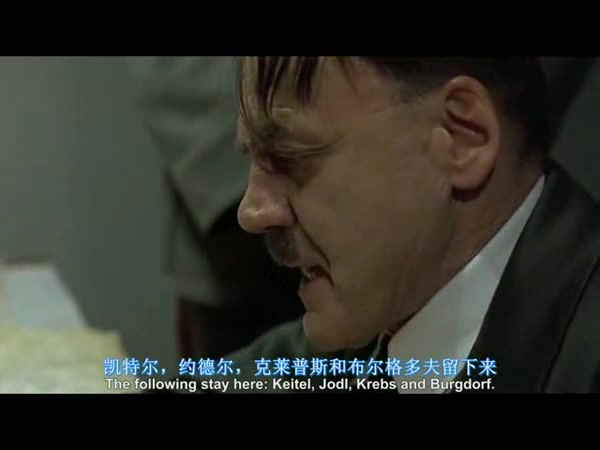 凯特尔，约德尔，克莱普斯和布尔格多夫留下来
The following stay here: Keitel, Jodl, Krebs and Burgdorf.